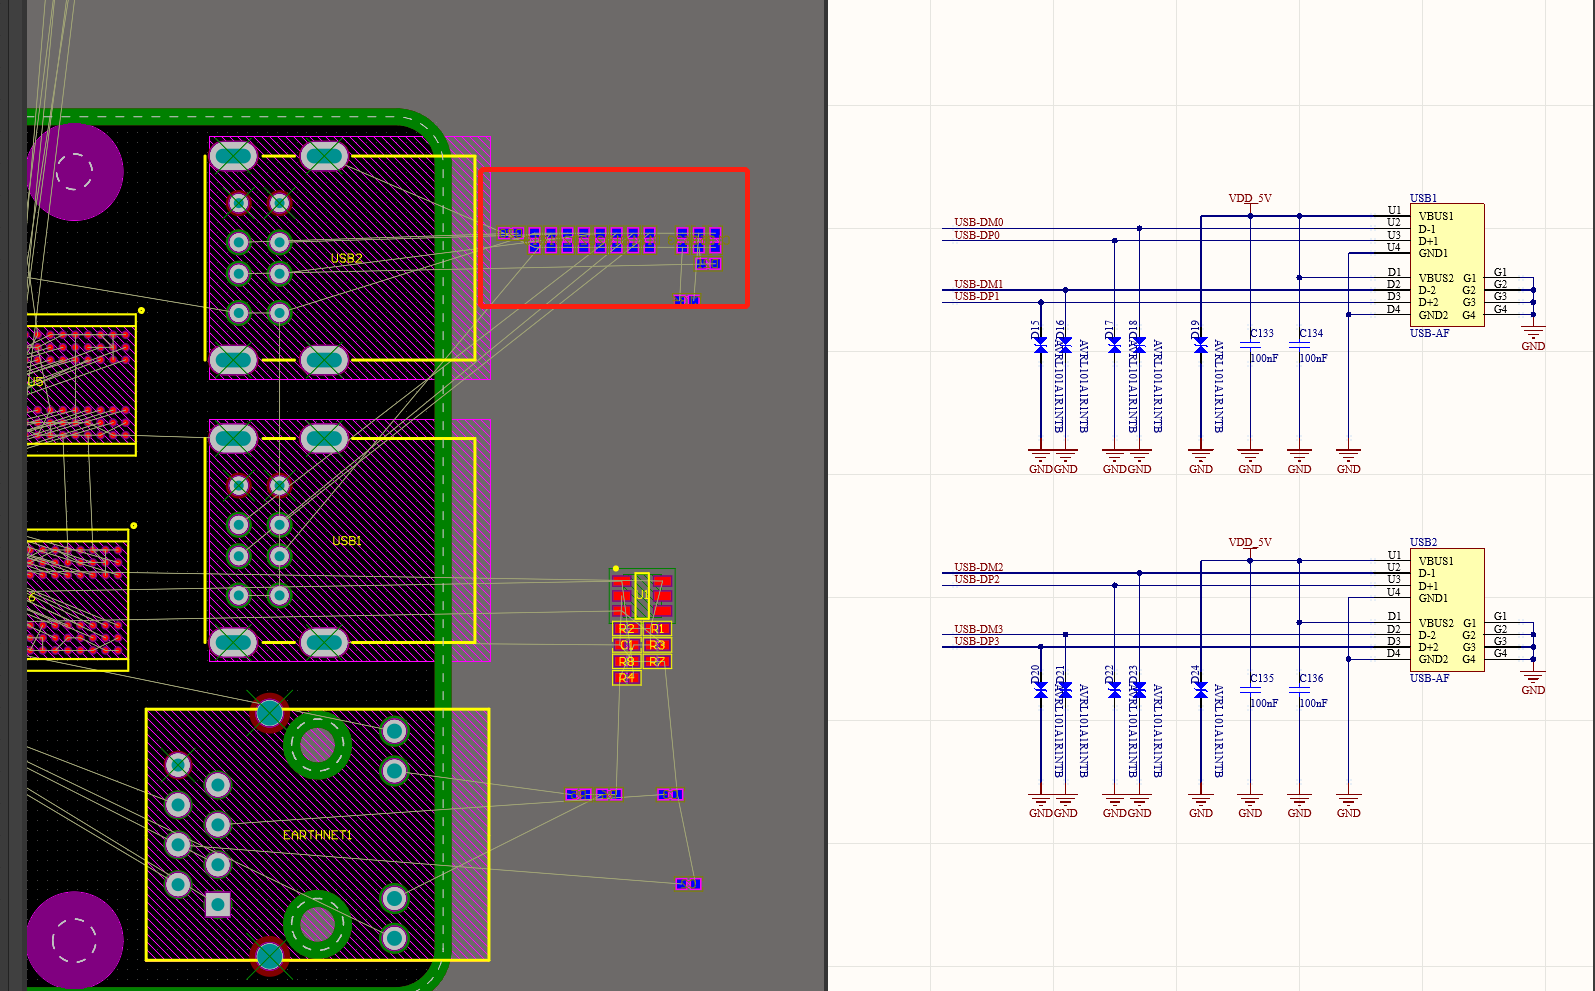 USB2
U5
USB1
6
U1
R2 R1
C1 R3
R8 R7
R4
EARTHNET1
VDD_5V
USB1
USB-DM0
USB-DP0
USB-DM1
USB-DP1
U1 VBUS1
U2 D-1
U3 D+1
U4 GND1
D1 VBUS2 G1 G1
D2 D-2 G2 G2
D3 D+2 G3 G3
D4 GND2 G4 G4
USB-AF
GND
D15
D16
D17
D18
D19
AVRL101A1R1NTB
AVRL101A1R1NTB
AVRL101A1R1NTB
AVRL101A1R1NTB
AVRL101A1R1NTB
C133
100nF
C134
100nF
GND GND GND GND GND GND GND GND
VDD_5V
USB2
USB-DM2
USB-DP2
USB-DM3
USB-DP3
U1 VBUS1
U2 D-1
U3 D+1
U4 GND1
D1 VBUS2 G1 G1
D2 D-2 G2 G2
D3 D+2 G3 G3
D4 GND2 G4 G4
USB-AF
GND
D20
D21
D22
D23
D24
AVRL101A1R1NTB
AVRL101A1R1NTB
AVRL101A1R1NTB
AVRL101A1R1NTB
AVRL101A1R1NTB
C135
100nF
C136
100nF
GND GND GND GND GND GND GND GND